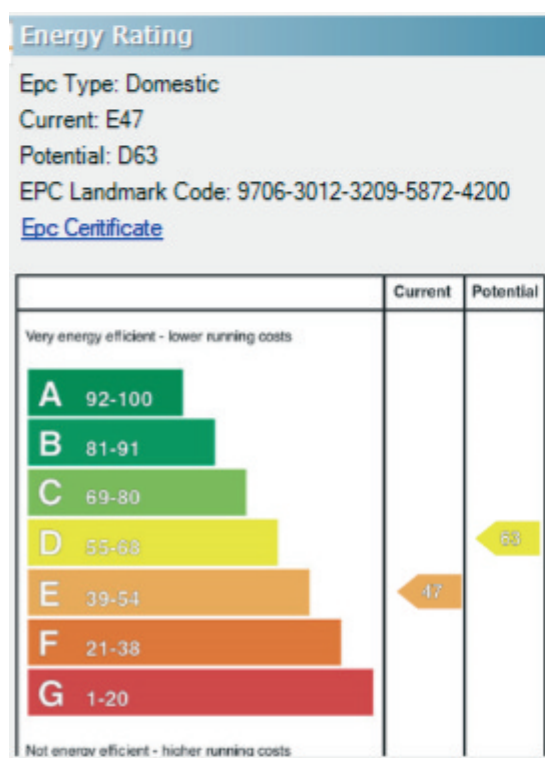 Energy Rating
Epc Type: Domestic
Current: E47
Potential: D63
EPC Landmark Code: 9706-3012-3209-5872-4200
Epc Ceritificate
Current Potential
Very energy efficient - lower running costs
A 92-100
B 81-91
C 69-80
D 55-68
63
E 39-54
47
F 21-38
G 1-20
Not energy efficient - higher running costs